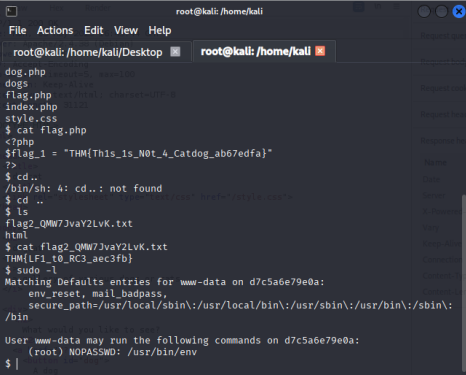 root@kali: /home/kali
File Actions Edit View Help
root@kali: /home/kali/Desktop
root@kali: /home/kali
dog.php
dogs
flag.php
index.php
style.css
$ cat flag.php
<?php
$flag_1 = "THM{Th1s_1s_N0t_4_Catdog_ab67edfa}"
?>
$ cd..
/bin/sh: 4: cd..: not found
$ cd ..
$ ls
flag2_QMW7JvaY2LvK.txt
html
$ cat flag2_QMW7JvaY2LvK.txt
THM{LF1_t0_RC3_aec3fb}
$ sudo -l
Matching Defaults entries for www-data on d7c5a6e79e0a:
env_reset, mail_badpass,
secure_path=/usr/local/sbin\:/usr/local/bin\:/usr/sbin\:/usr/bin\:/sbin\:
/bin
User www-data may run the following commands on d7c5a6e79e0a:
(root) NOPASSWD: /usr/bin/env
$